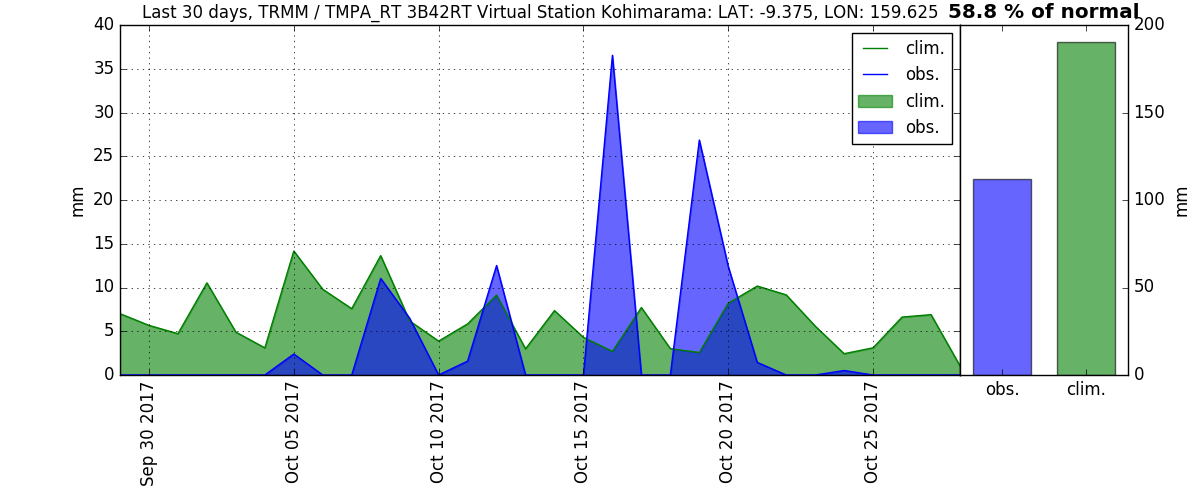 Last 30 days, TRMM / TMPA_RT 3B42RT Virtual Station Kohimarama: LAT: -9.375, LON: 159.625 58.8 % of normal
40
35
30
25
20
15
10
5
0
mm
clim.
obs.
clim.
obs.
Sep 30 2017
Oct 05 2017
Oct 10 2017
Oct 15 2017
Oct 20 2017
Oct 25 2017
200
150
100
50
0
mm
obs. clim.